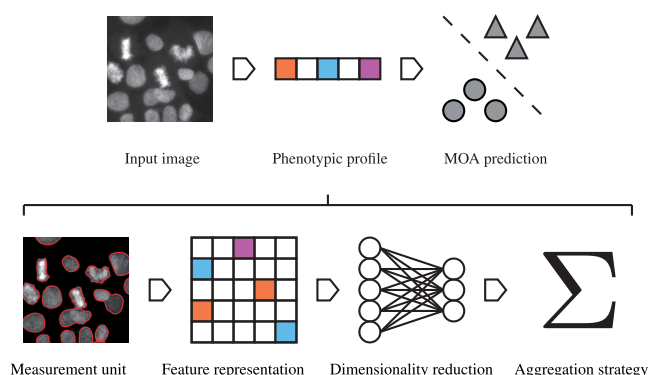 Input image
Phenotypic profile
MOA prediction
Measurement unit
Feature representation
Dimensionality reduction
Aggregation strategy